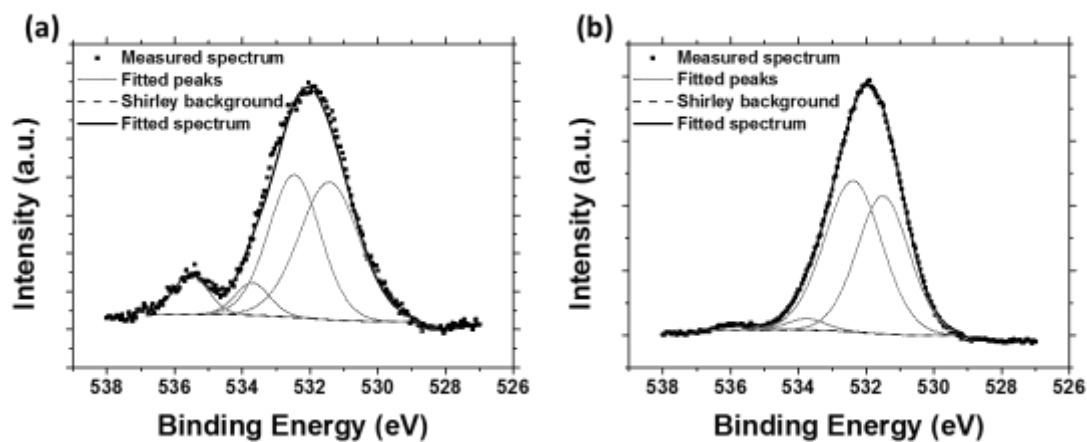 (a)
Measured spectrum
Fitted peaks
Shirley background
Fitted spectrum
Intensity (a.u.)
538 536 534 532 530 528 526
Binding Energy (eV)
(b)
Measured spectrum
Fitted peaks
Shirley background
Fitted spectrum
Intensity (a.u.)
538 536 534 532 530 528 526
Binding Energy (eV)